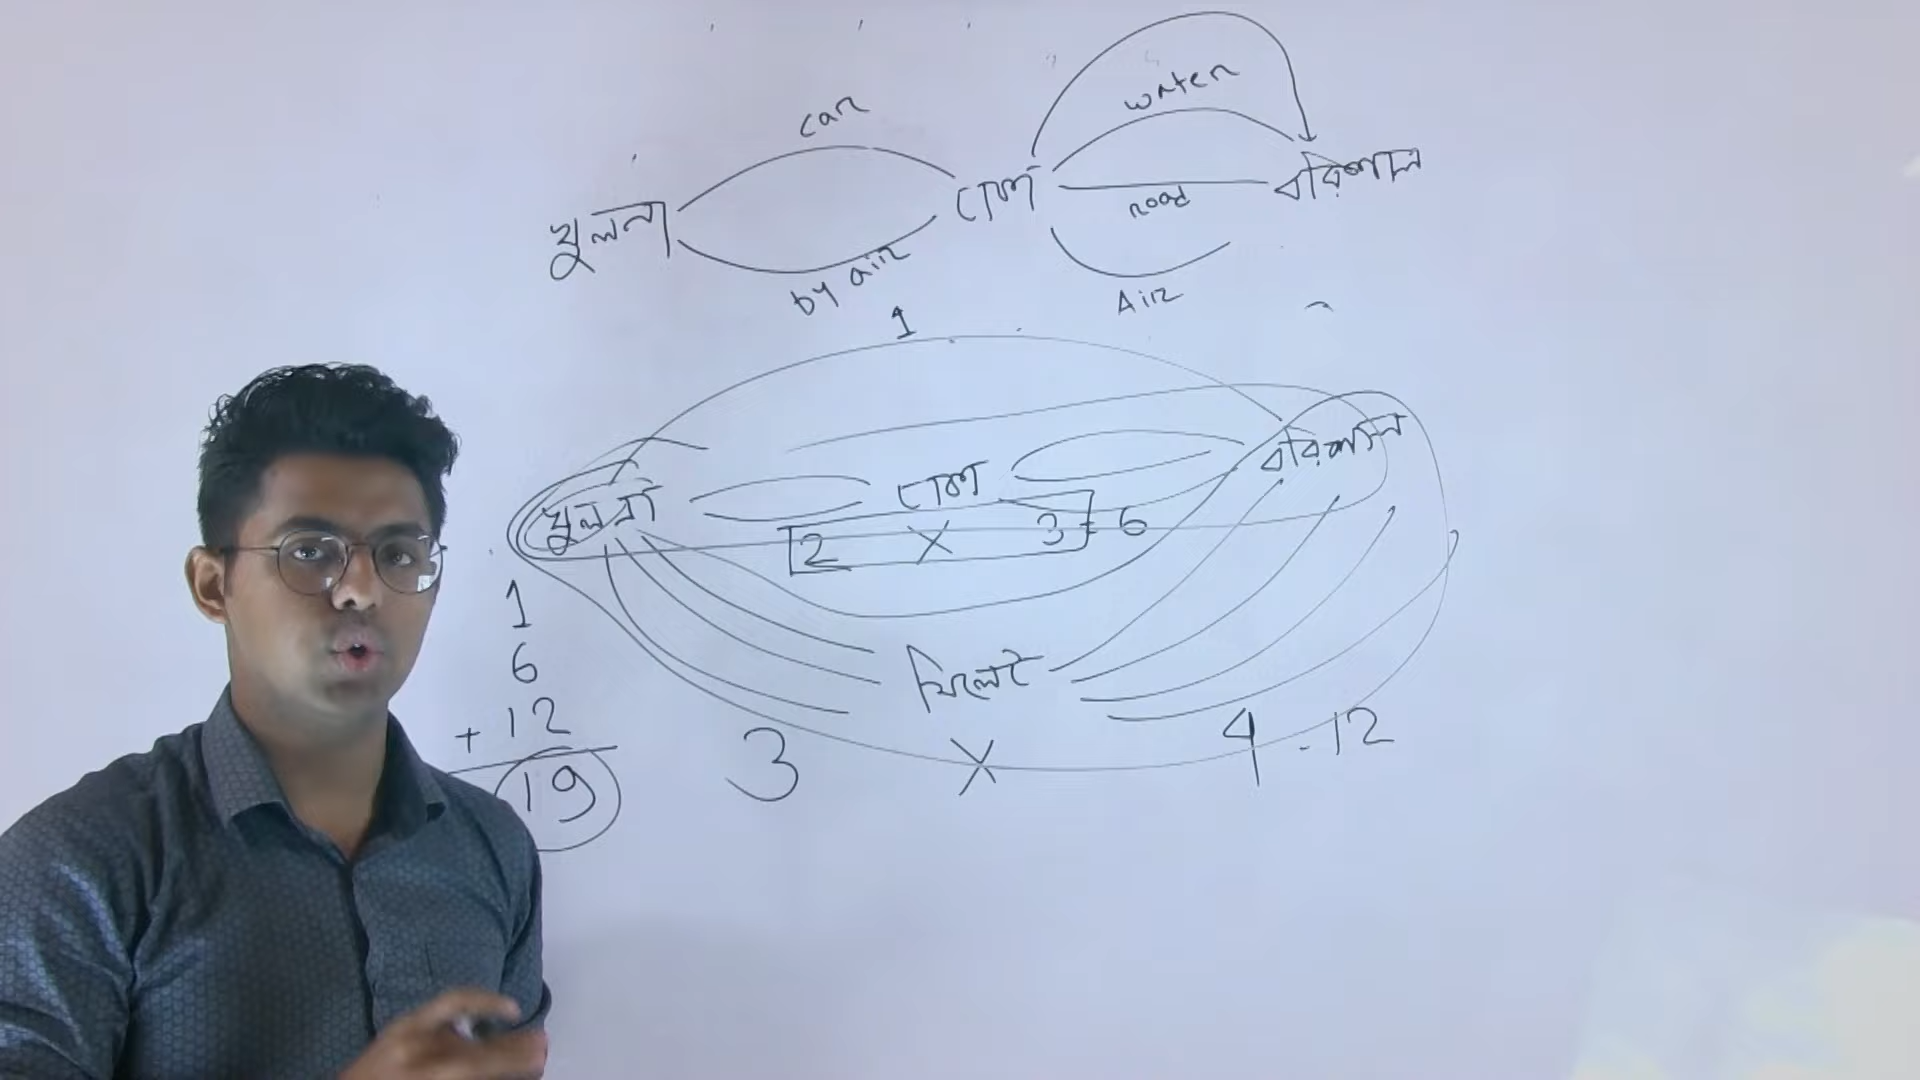 car
water
খুলনা ঢাকা road বরিশাল
by air Air
1
খুলনা ঢাকা বরিশাল
2 X 3 = 6
1
6 সিলেট
+ 12
19 3 X 4 - 12